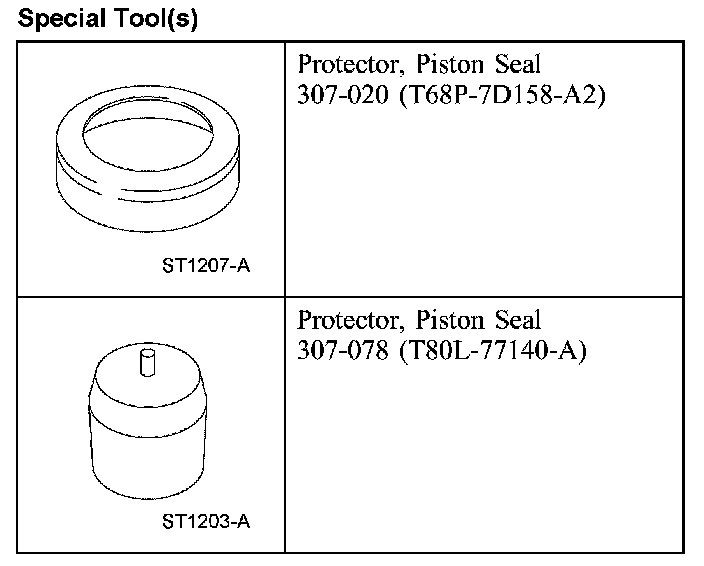 Special Tool(s)
Protector, Piston Seal
307-020 (T68P-7D158-A2)
ST1207-A
Protector, Piston Seal
307-078 (T80L-77140-A)
ST1203-A